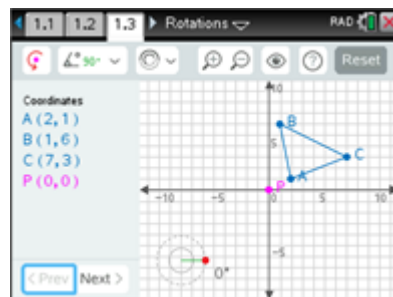 1.1 1.2 1.3 Rotations RAD
90° Reset
Coordinates
A(2,1)
B(1,6)
C(7,3)
P(0,0)
10
B
5
C
A
P
-10 -5 0 5 10
-5
0°
< Prev Next >